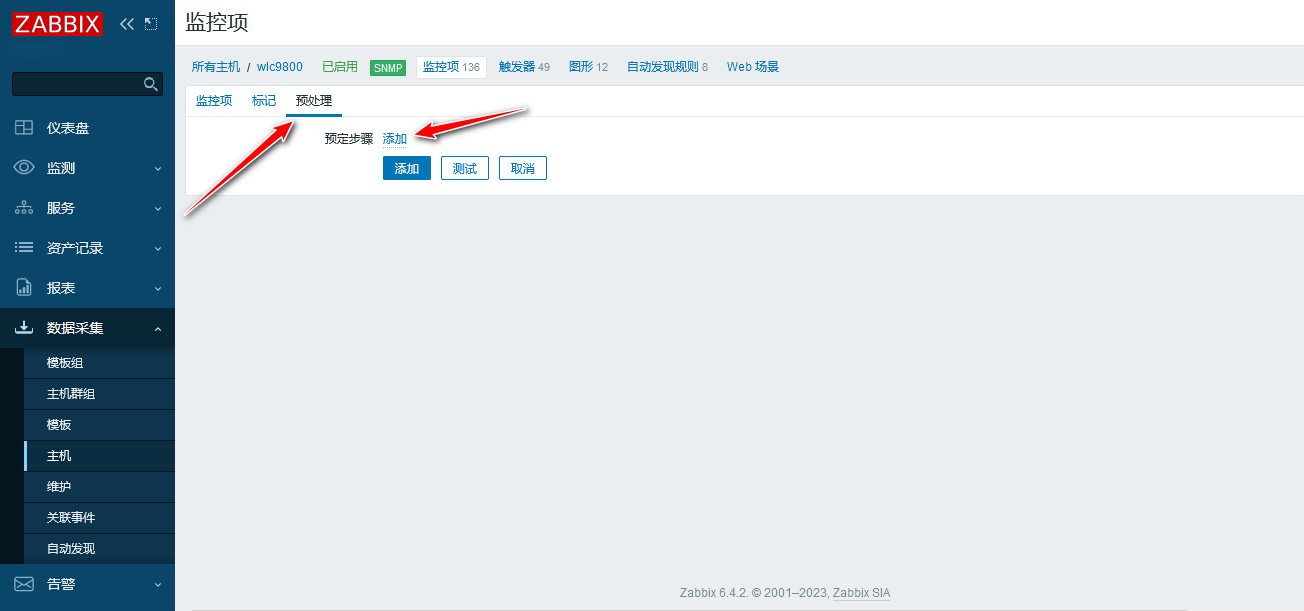 ZABBIX
监控项
所有主机 / wlc9800 已启用 SNMP 监控项 136 触发器 49 图形 12 自动发现规则 8 Web 场景
监控项 标记 预处理
预定步骤 添加
添加 测试 取消
仪表盘
监测
服务
资产记录
报表
数据采集
模板组
主机群组
模板
主机
维护
关联事件
自动发现
告警
Zabbix 6.4.2. © 2001–2023, Zabbix SIA